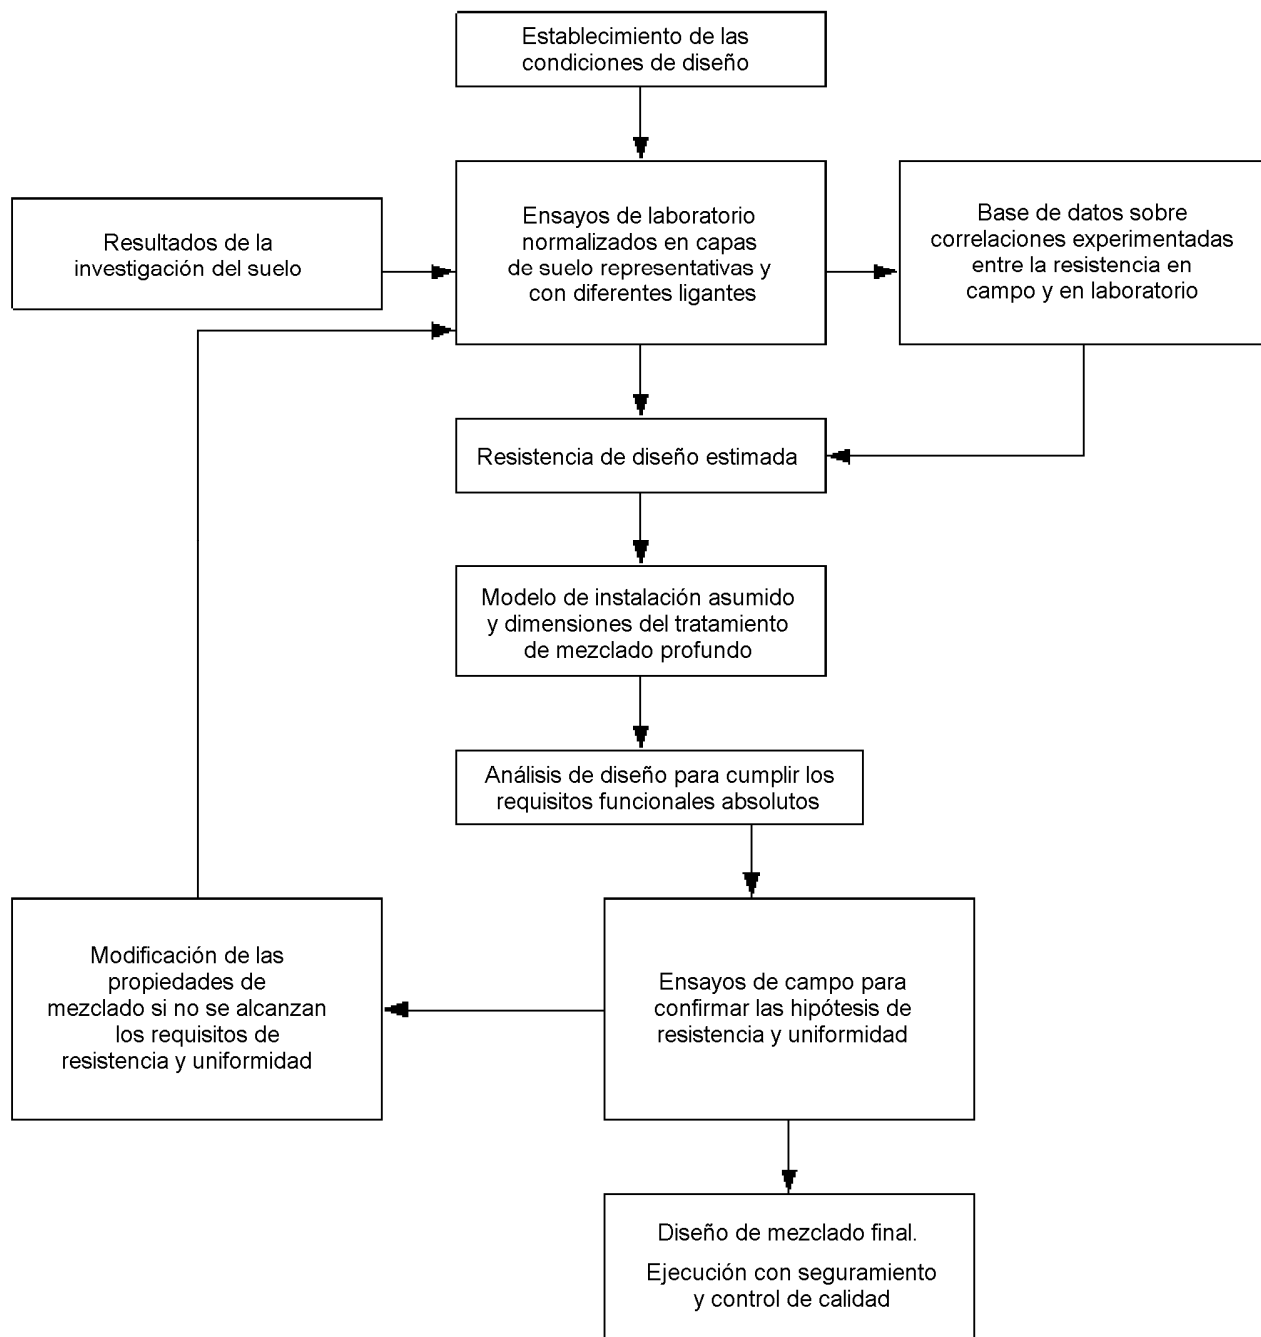 Establecimiento de las
condiciones de diseño
Resultados de la
investigación del suelo
Ensayos de laboratorio
normalizados en capas
de suelo representativas y
con diferentes ligantes
Base de datos sobre
correlaciones experimentadas
entre la resistencia en
campo y en laboratorio
Resistencia de diseño estimada
Modelo de instalación asumido
y dimensiones del tratamiento
de mezclado profundo
Análisis de diseño para cumplir los
requisitos funcionales absolutos
Modificación de las
propiedades de
mezclado si no se alcanzan
los requisitos de
resistencia y uniformidad
Ensayos de campo para
confirmar las hipótesis de
resistencia y uniformidad
Diseño de mezclado final.
Ejecución con seguramiento
y control de calidad